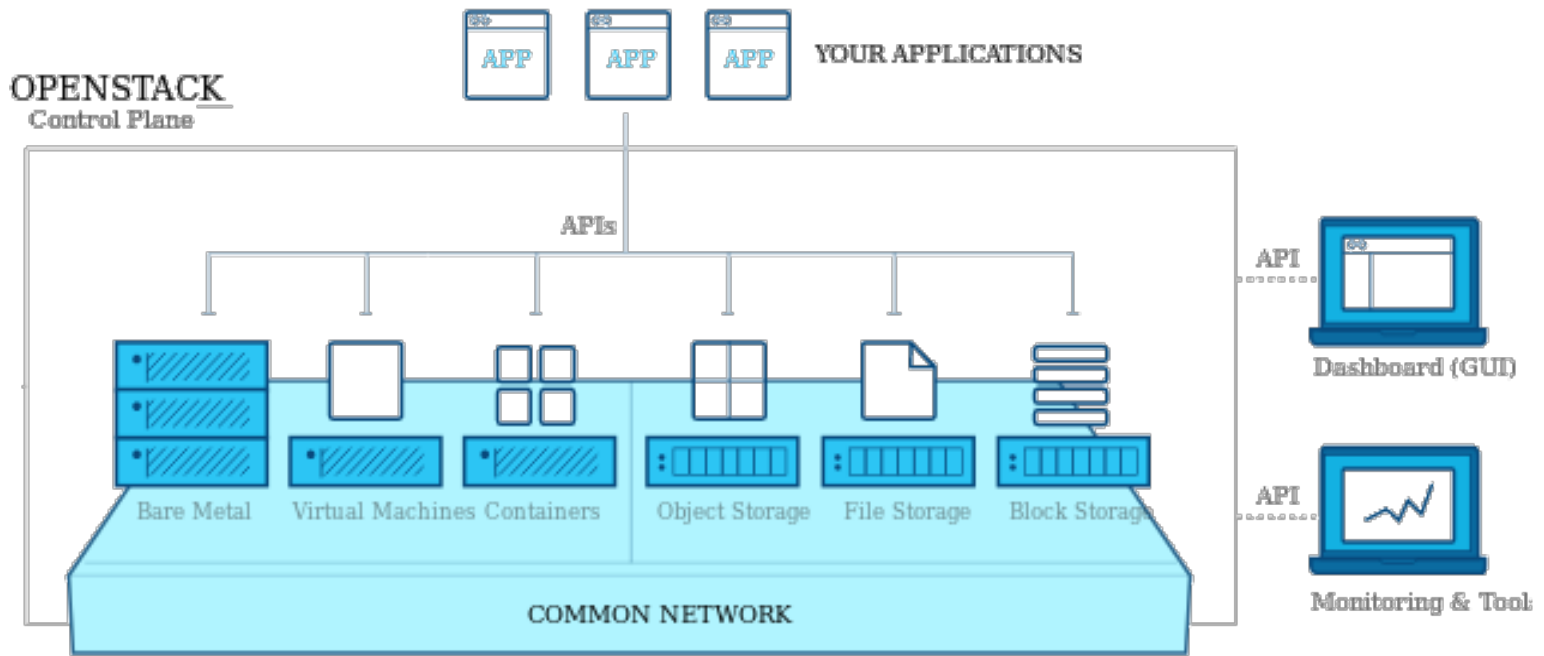 APP APP APP
YOUR APPLICATIONS
OPENSTACK
Control Plane
APIs
API
Dashboard (GUI)
Bare Metal Virtual Machines Containers Object Storage File Storage Block Storage
API
Monitoring & Tool
COMMON NETWORK